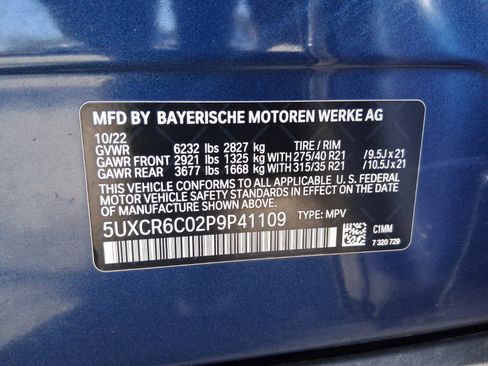 MFD BY BAYERISCHE MOTOREN WERKE AG
10/22
GVWR 6232 lbs 2827 kg TIRE / RIM
GAWR FRONT 2921 lbs 1325 kg WITH 275/40 R21 /9.5J x 21
GAWR REAR 3677 lbs 1668 kg WITH 315/35 R21 /10.5J x 21
THIS VEHICLE CONFORMS TO ALL APPLICABLE U.S. FEDERAL
MOTOR VEHICLE SAFETY STANDARDS IN EFFECT ON THE DATE OF
MANUFACTURE SHOWN ABOVE.
5UXCR6C02P9P41109 TYPE: MPV
C1MM
7 320 729